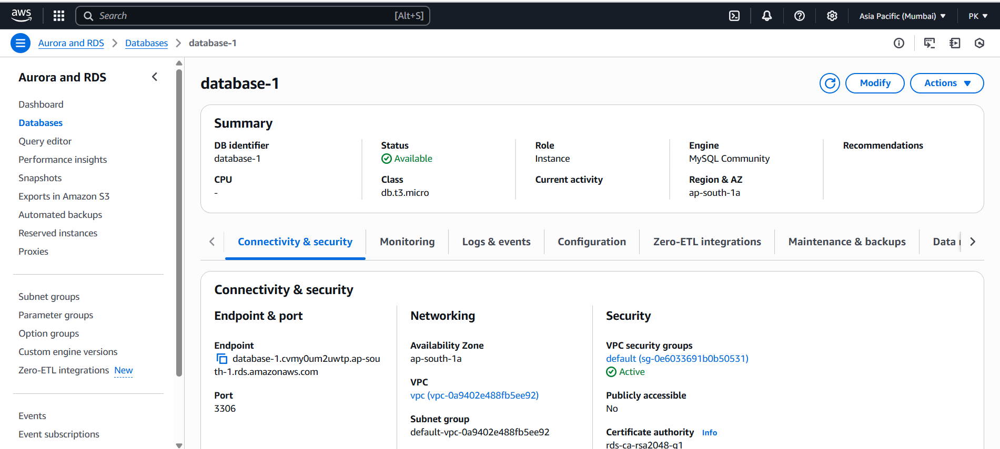 aws
Search [Alt+S]
Asia Pacific (Mumbai) PK
Aurora and RDS
Databases
database-1
Aurora and RDS
Dashboard
Databases
Query editor
Performance insights
Snapshots
Exports in Amazon S3
Automated backups
Reserved instances
Proxies
Subnet groups
Parameter groups
Option groups
Custom engine versions
Zero-ETL integrations New
Events
Event subscriptions
database-1
Modify
Actions
Summary
DB identifier
database-1
CPU
-
Status
Available
Class
db.t3.micro
Role
Instance
Current activity
Engine
MySQL Community
Region & AZ
ap-south-1a
Recommendations
Connectivity & security
Monitoring
Logs & events
Configuration
Zero-ETL integrations
Maintenance & backups
Data
Connectivity & security
Endpoint & port
Endpoint
database-1.cvmy0um2uwtp.ap-sou
th-1.rds.amazonaws.com
Port
3306
Networking
Availability Zone
ap-south-1a
VPC
vpc (vpc-0a9402e488fb5ee92)
Subnet group
default-vpc-0a9402e488fb5ee92
Security
VPC security groups
default (sg-0e6033691b0b50531)
Active
Publicly accessible
No
Certificate authority Info
rds-ca-rsa2048-g1